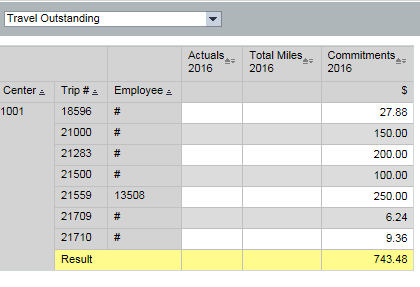 Travel Outstanding
Actuals 2016 Total Miles 2016 Commitments 2016
Center Trip # Employee $
1001 18596 # 27.88
21000 # 150.00
21283 # 200.00
21500 # 100.00
21559 13508 250.00
21709 # 6.24
21710 # 9.36
Result 743.48